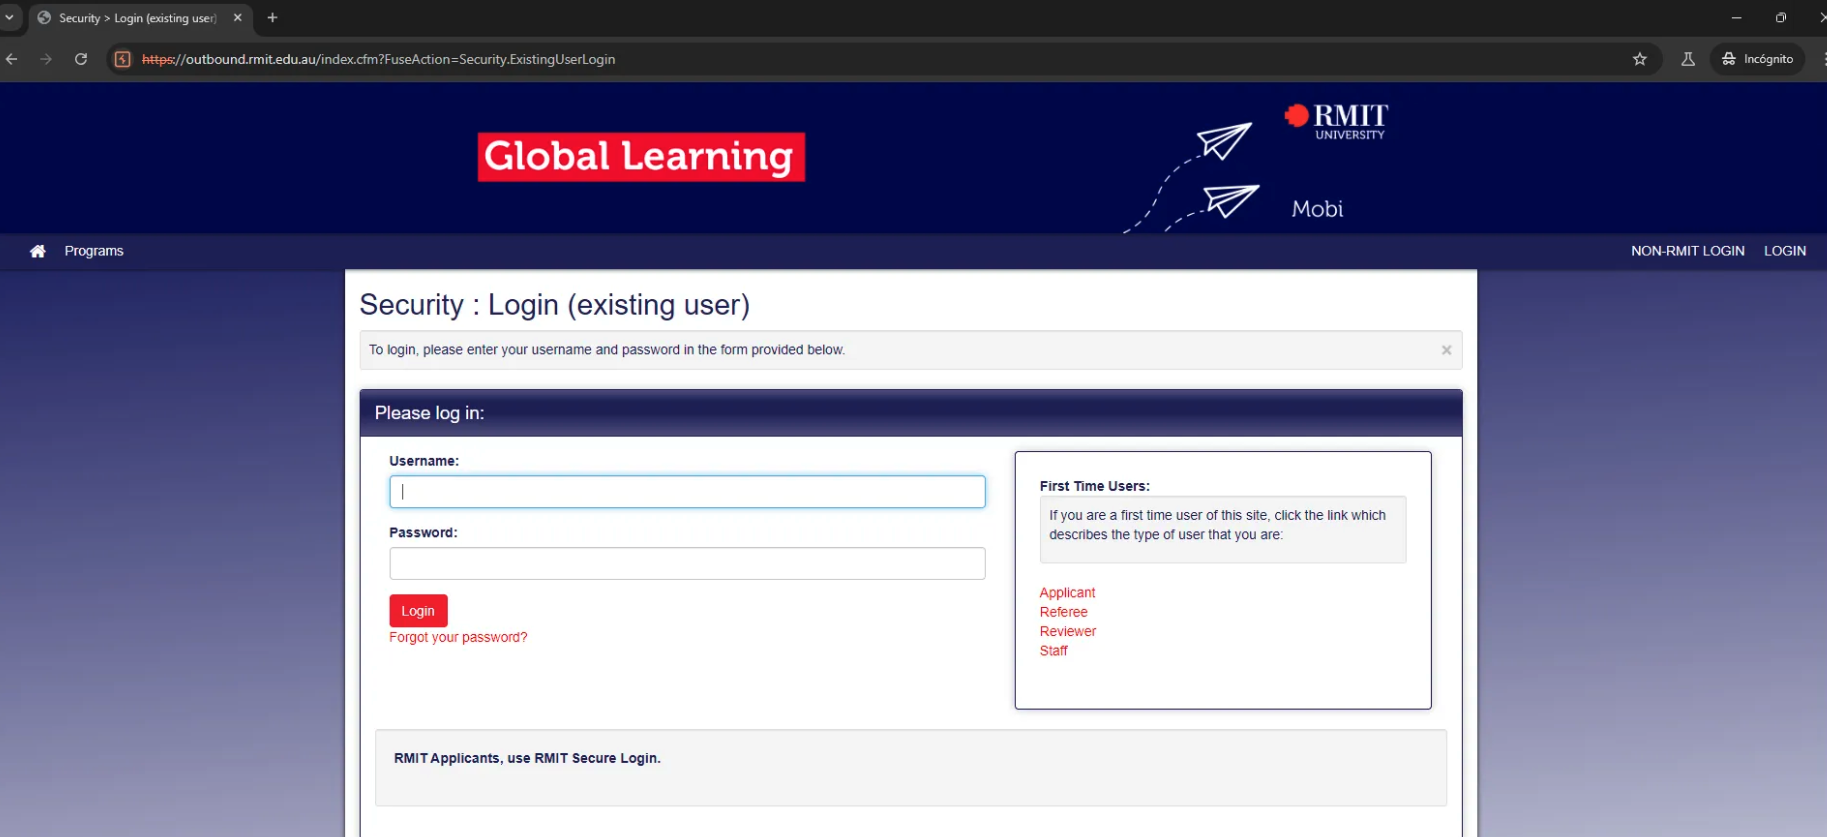 Security > Login (existing user)
https://outbound.rmit.edu.au/index.cfm?FuseAction=Security.ExistingUserLogin
Incógnito
Global Learning
RMIT
UNIVERSITY
Mobi
Programs
NON-RMIT LOGIN
LOGIN
Security : Login (existing user)
To login, please enter your username and password in the form provided below.
Please log in:
Username:
Password:
Login
Forgot your password?
First Time Users:
If you are a first time user of this site, click the link which
describes the type of user that you are:
Applicant
Referee
Reviewer
Staff
RMIT Applicants, use RMIT Secure Login.